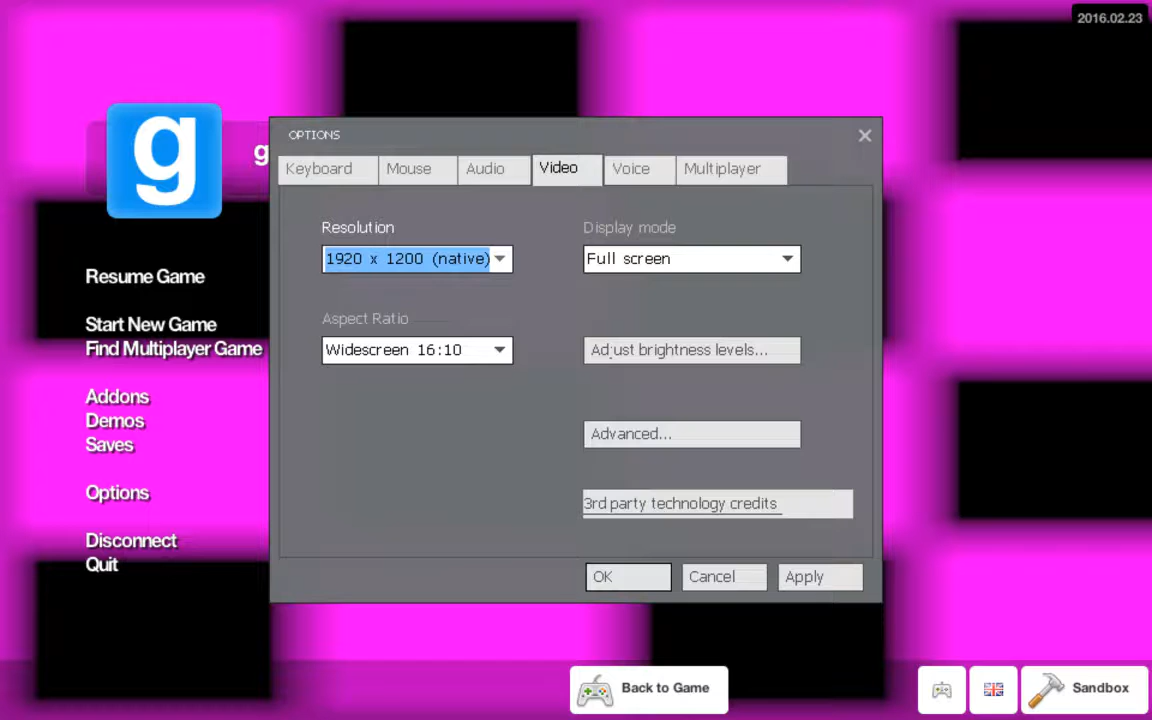 2016.02.23
g
g
OPTIONS
Keyboard Mouse Audio Video Voice Multiplayer
Resolution Display mode
1920 x 1200 (native) Full screen
Aspect Ratio
Widescreen 16:10 Adjust brightness levels...
Advanced...
3rd party technology credits
OK Cancel Apply
Resume Game
Start New Game
Find Multiplayer Game
Addons
Demos
Saves
Options
Disconnect
Quit
Back to Game
Sandbox